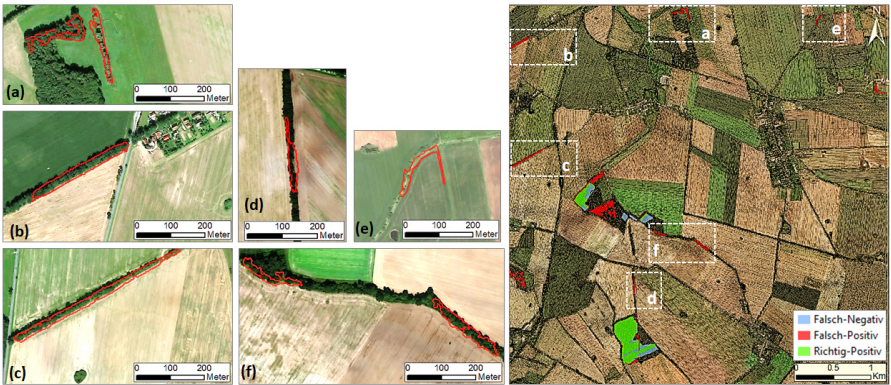 (a)
0 100 200
Meter
(b)
0 100 200
Meter
(c)
0 100 200
Meter
(d)
0 100 200
Meter
(e)
0 100
Meter
(f)
0 100 200
Meter
a
e
b
c
f
d
Falsch-Negativ
Falsch-Positiv
Richtig-Positiv
0 0.5 1
Km